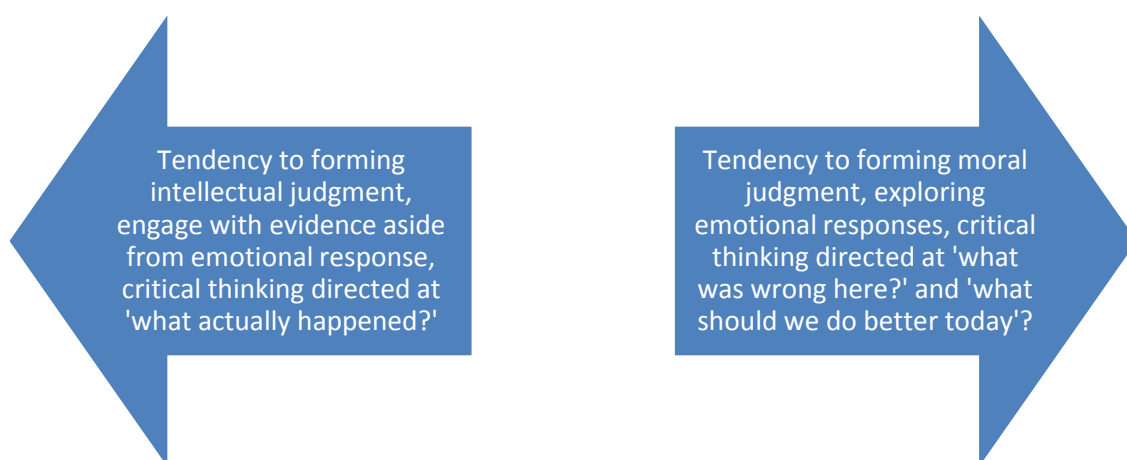 Tendency to forming
intellectual judgment,
engage with evidence aside
from emotional response,
critical thinking directed at
'what actually happened?'
Tendency to forming moral
judgment, exploring
emotional responses, critical
thinking directed at 'what
was wrong here?' and 'what
should we do better today'?